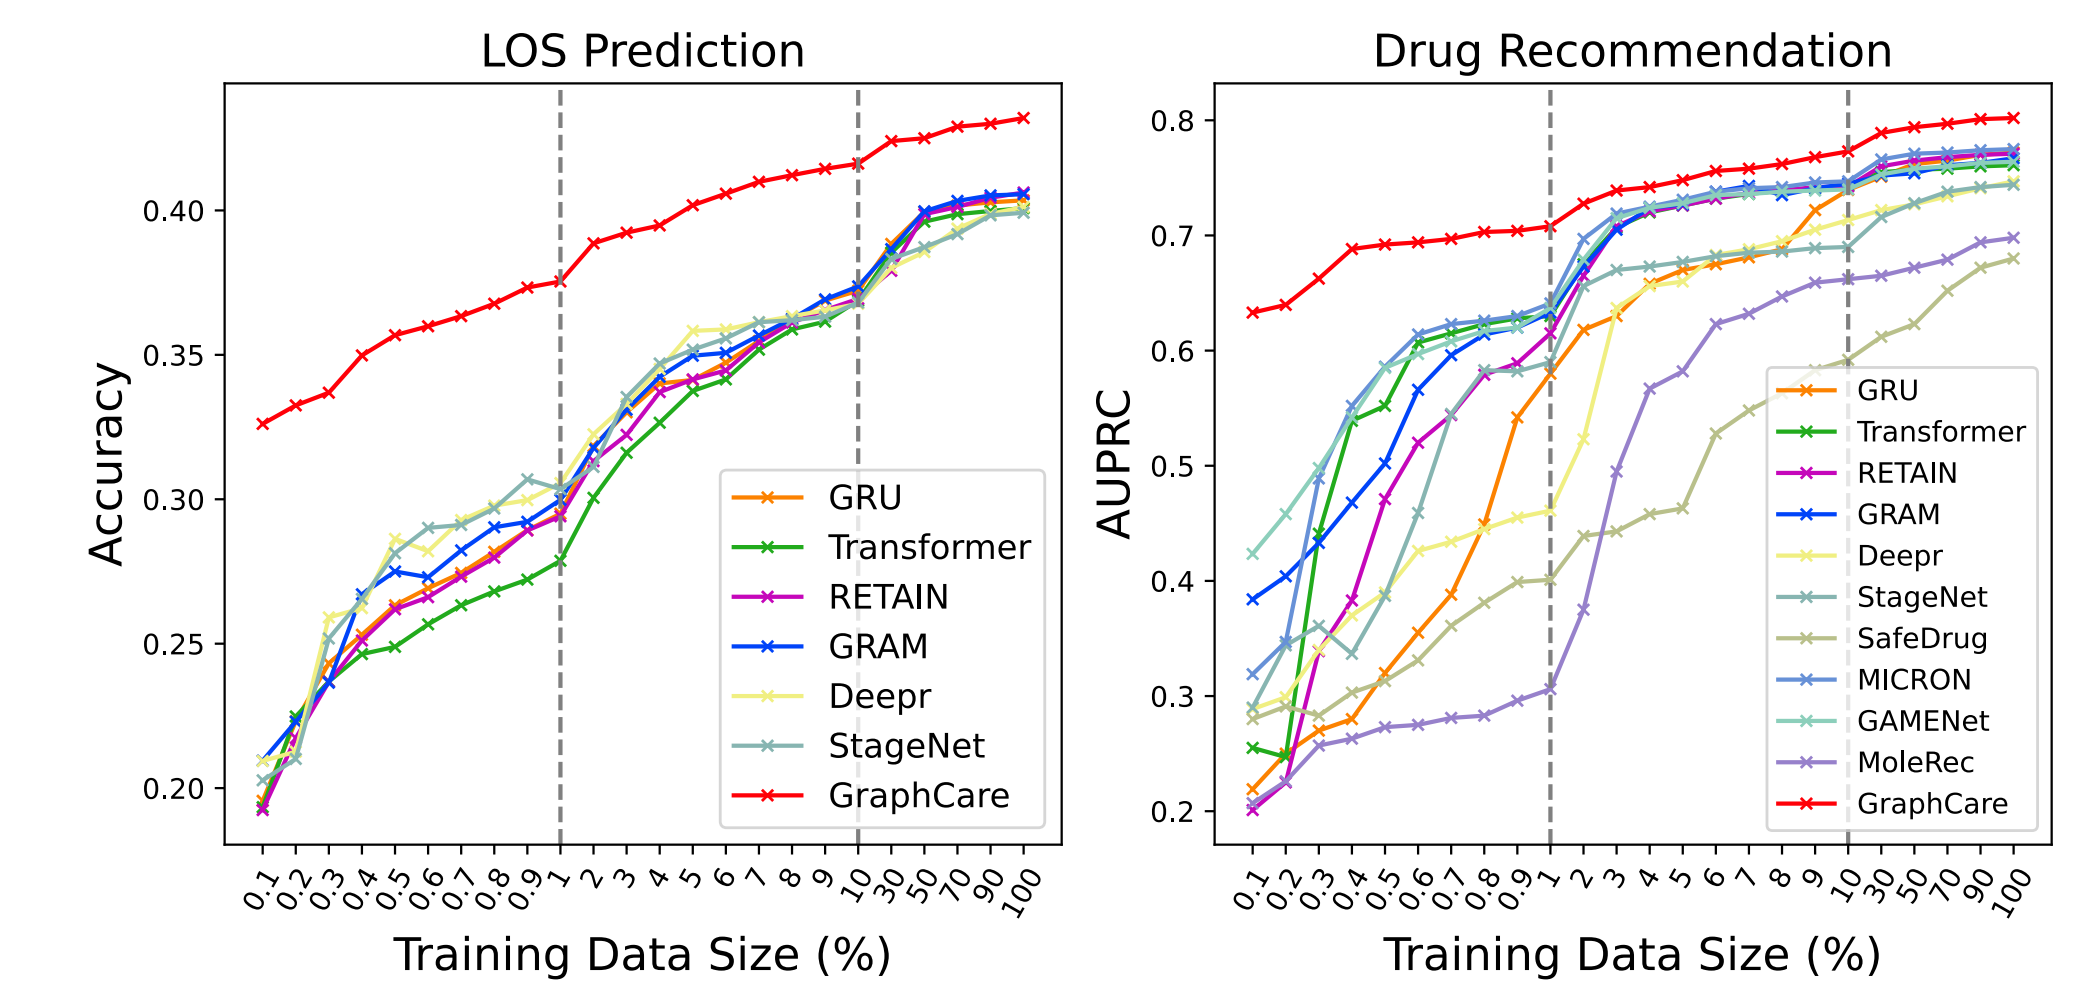 LOS Prediction
Accuracy
0.40
0.35
0.30
0.25
0.20
GRU
Transformer
RETAIN
GRAM
Deepr
StageNet
GraphCare
0.1 0.2 0.3 0.4 0.5 0.6 0.7 0.8 0.9 1 2 3 4 5 6 7 8 9 10 30 50 70 90 100
Training Data Size (%)
Drug Recommendation
AUPRC
0.8
0.7
0.6
0.5
0.4
0.3
0.2
GRU
Transformer
RETAIN
GRAM
Deepr
StageNet
SafeDrug
MICRON
GAMENet
MoleRec
GraphCare
0.1 0.2 0.3 0.4 0.5 0.6 0.7 0.8 0.9 1 2 3 4 5 6 7 8 9 10 30 50 70 90 100
Training Data Size (%)